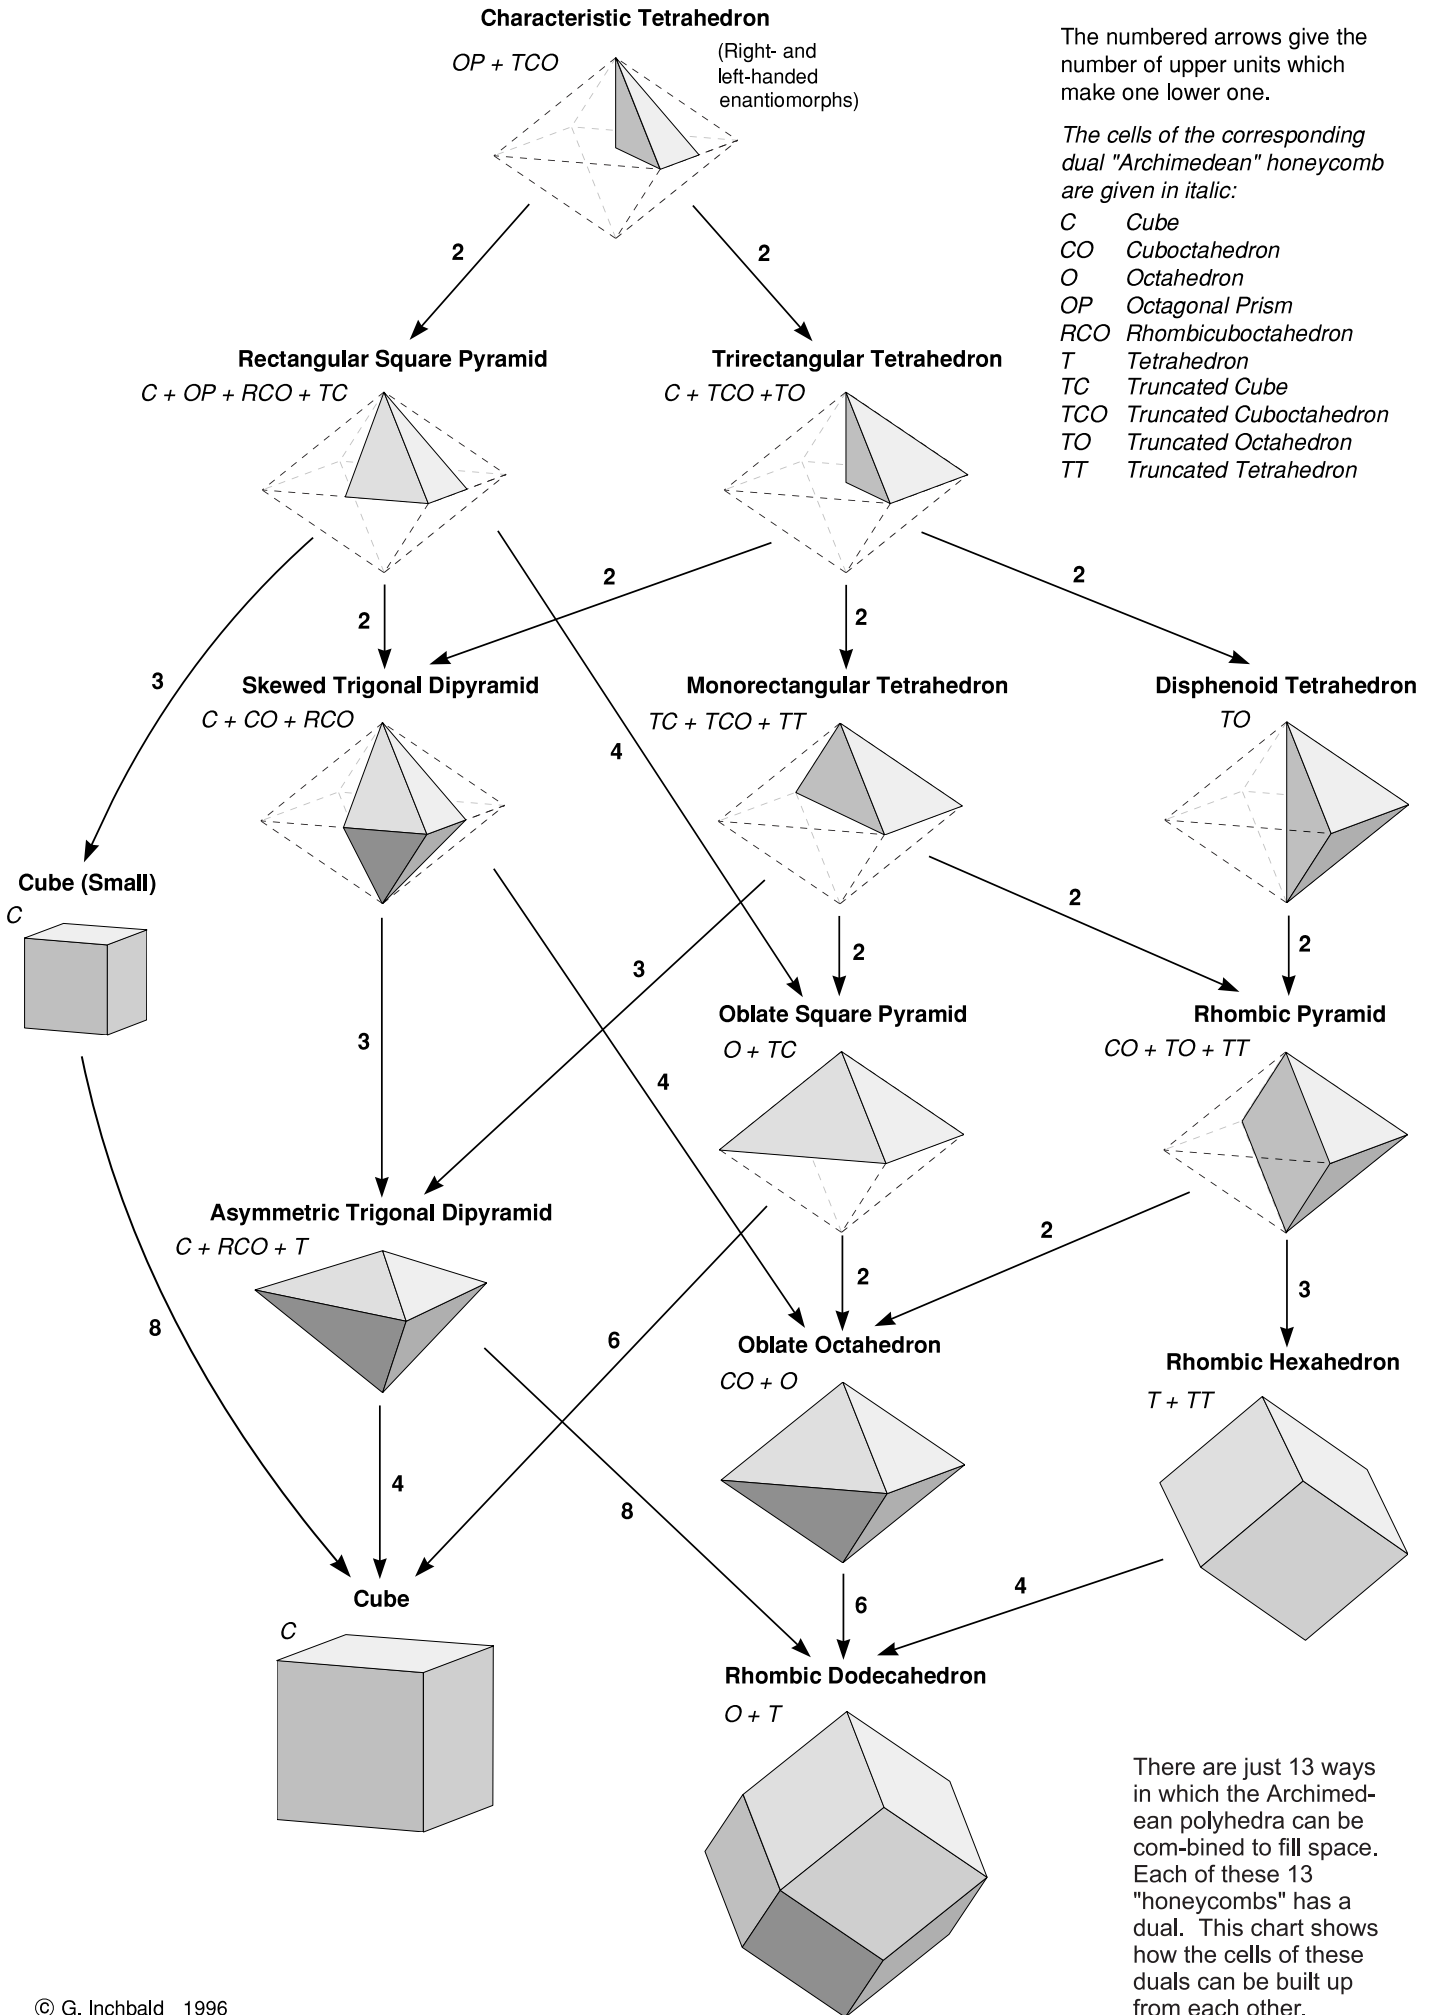 Characteristic Tetrahedron
OP + TCO
(Right- and
left-handed
enantiomorphs)
The numbered arrows give the
number of upper units which
make one lower one.
The cells of the corresponding
dual "Archimedean" honeycomb
are given in italic:
C Cube
CO Cuboctahedron
O Octahedron
OP Octagonal Prism
RCO Rhombicuboctahedron
T Tetrahedron
TC Truncated Cube
TCO Truncated Cuboctahedron
TO Truncated Octahedron
TT Truncated Tetrahedron
2
2
Rectangular Square Pyramid
C + OP + RCO + TC
Trirectangular Tetrahedron
C + TCO +TO
3
2
2
2
2
4
Skewed Trigonal Dipyramid
C + CO + RCO
Monorectangular Tetrahedron
TC + TCO + TT
Disphenoid Tetrahedron
TO
Cube (Small)
C
3
4
3
2
2
2
Oblate Square Pyramid
O + TC
Rhombic Pyramid
CO + TO + TT
Asymmetric Trigonal Dipyramid
C + RCO + T
8
6
2
2
3
Oblate Octahedron
CO + O
Rhombic Hexahedron
T + TT
4
8
6
4
Cube
C
Rhombic Dodecahedron
O + T
There are just 13 ways
in which the Archimed-
ean polyhedra can be
com-bined to fill space.
Each of these 13
"honeycombs" has a
dual. This chart shows
how the cells of these
duals can be built up
from each other.
© G. Inchbald 1996